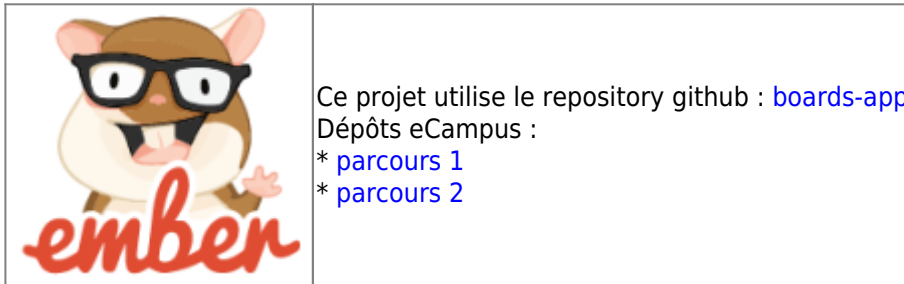 ember
Ce projet utilise le repository github : boards-app
Dépôts eCampus :
* parcours 1
* parcours 2